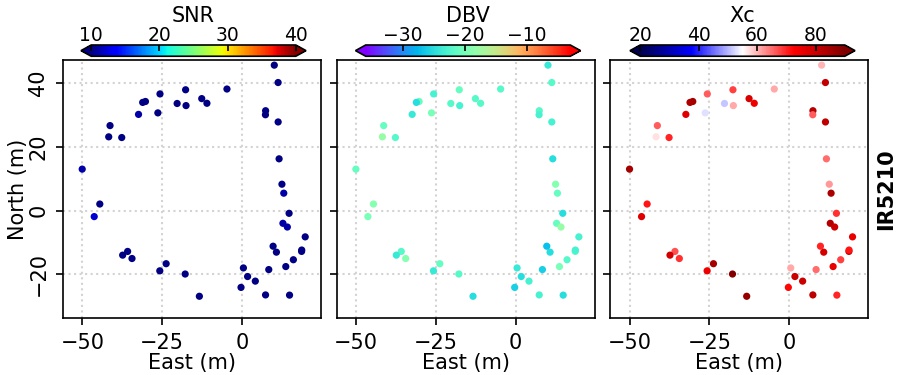 SNR DBV Xc
10 20 30 40 −30 −20 −10 20 40 60 80
North (m)
40
20
0
−20
−50 −25 0 −50 −25 0 −50 −25 0
East (m) East (m) East (m)
IR5210